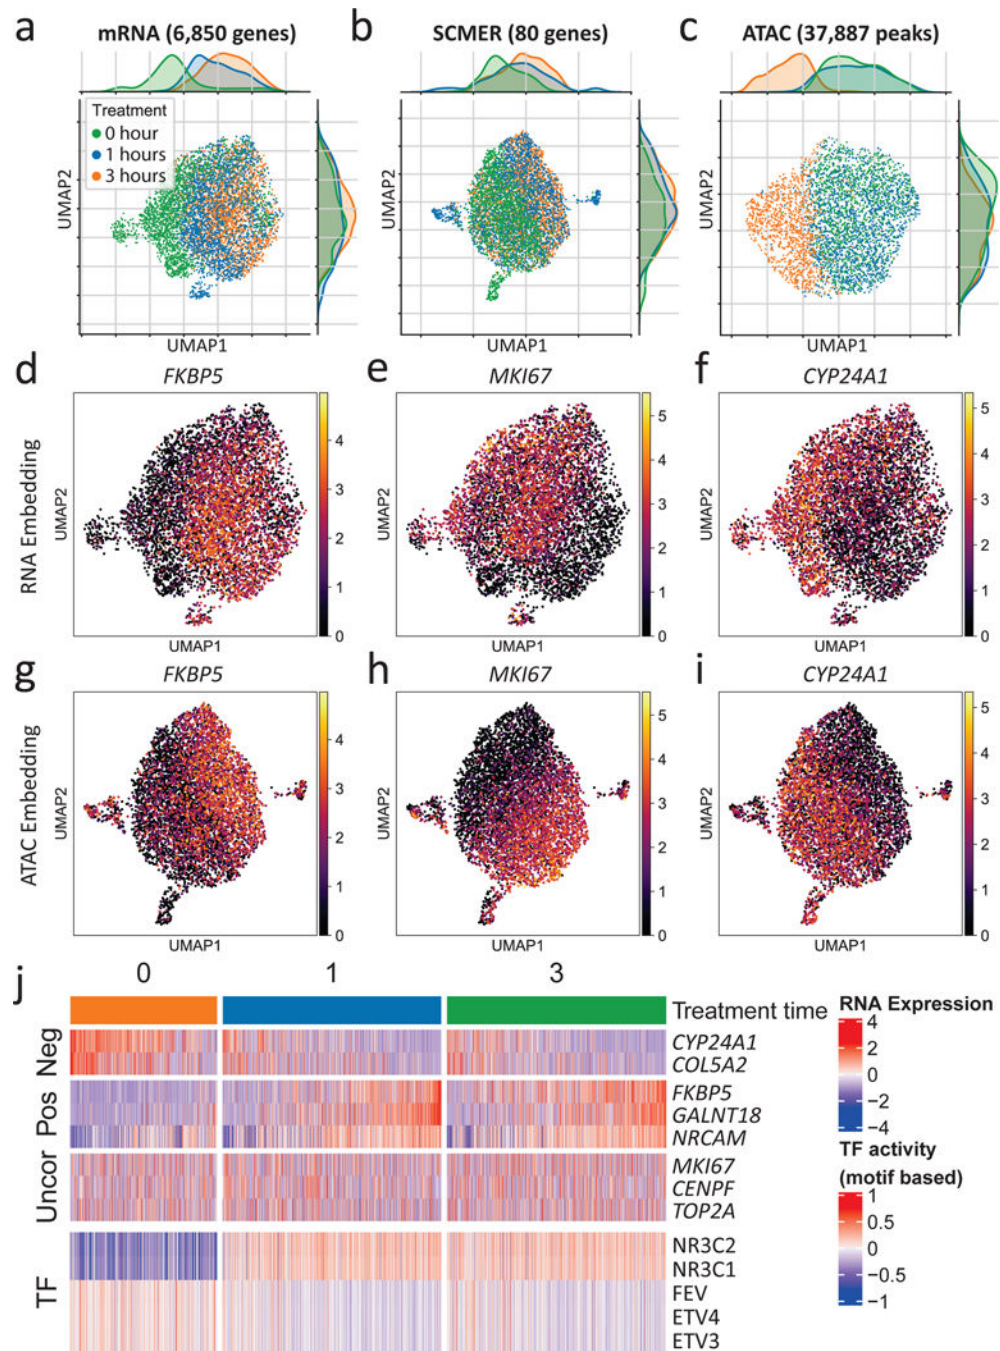 a
mRNA (6,850 genes)
b
SCMER (80 genes)
c
ATAC (37,887 peaks)
Treatment
0 hour
1 hours
3 hours
UMAP2
UMAP1
UMAP2
UMAP1
UMAP2
UMAP1
d
FKBP5
e
MKI67
f
CYP24A1
RNA Embedding
UMAP2
UMAP1
4
3
2
1
0
UMAP2
UMAP1
5
4
3
2
1
0
UMAP2
UMAP1
5
4
3
2
1
0
g
FKBP5
h
MKI67
i
CYP24A1
ATAC Embedding
UMAP2
UMAP1
4
3
2
1
0
UMAP2
UMAP1
5
4
3
2
1
0
UMAP2
UMAP1
5
4
3
2
1
0
j
0
1
3
Treatment time
Neg
CYP24A1
COL5A2
Pos
FKBP5
GALNT18
NRCAM
Uncor
MKI67
CENPF
TOP2A
TF
NR3C2
NR3C1
FEV
ETV4
ETV3
RNA Expression
4
2
0
−2
−4
TF activity
(motif based)
1
0.5
0
−0.5
−1